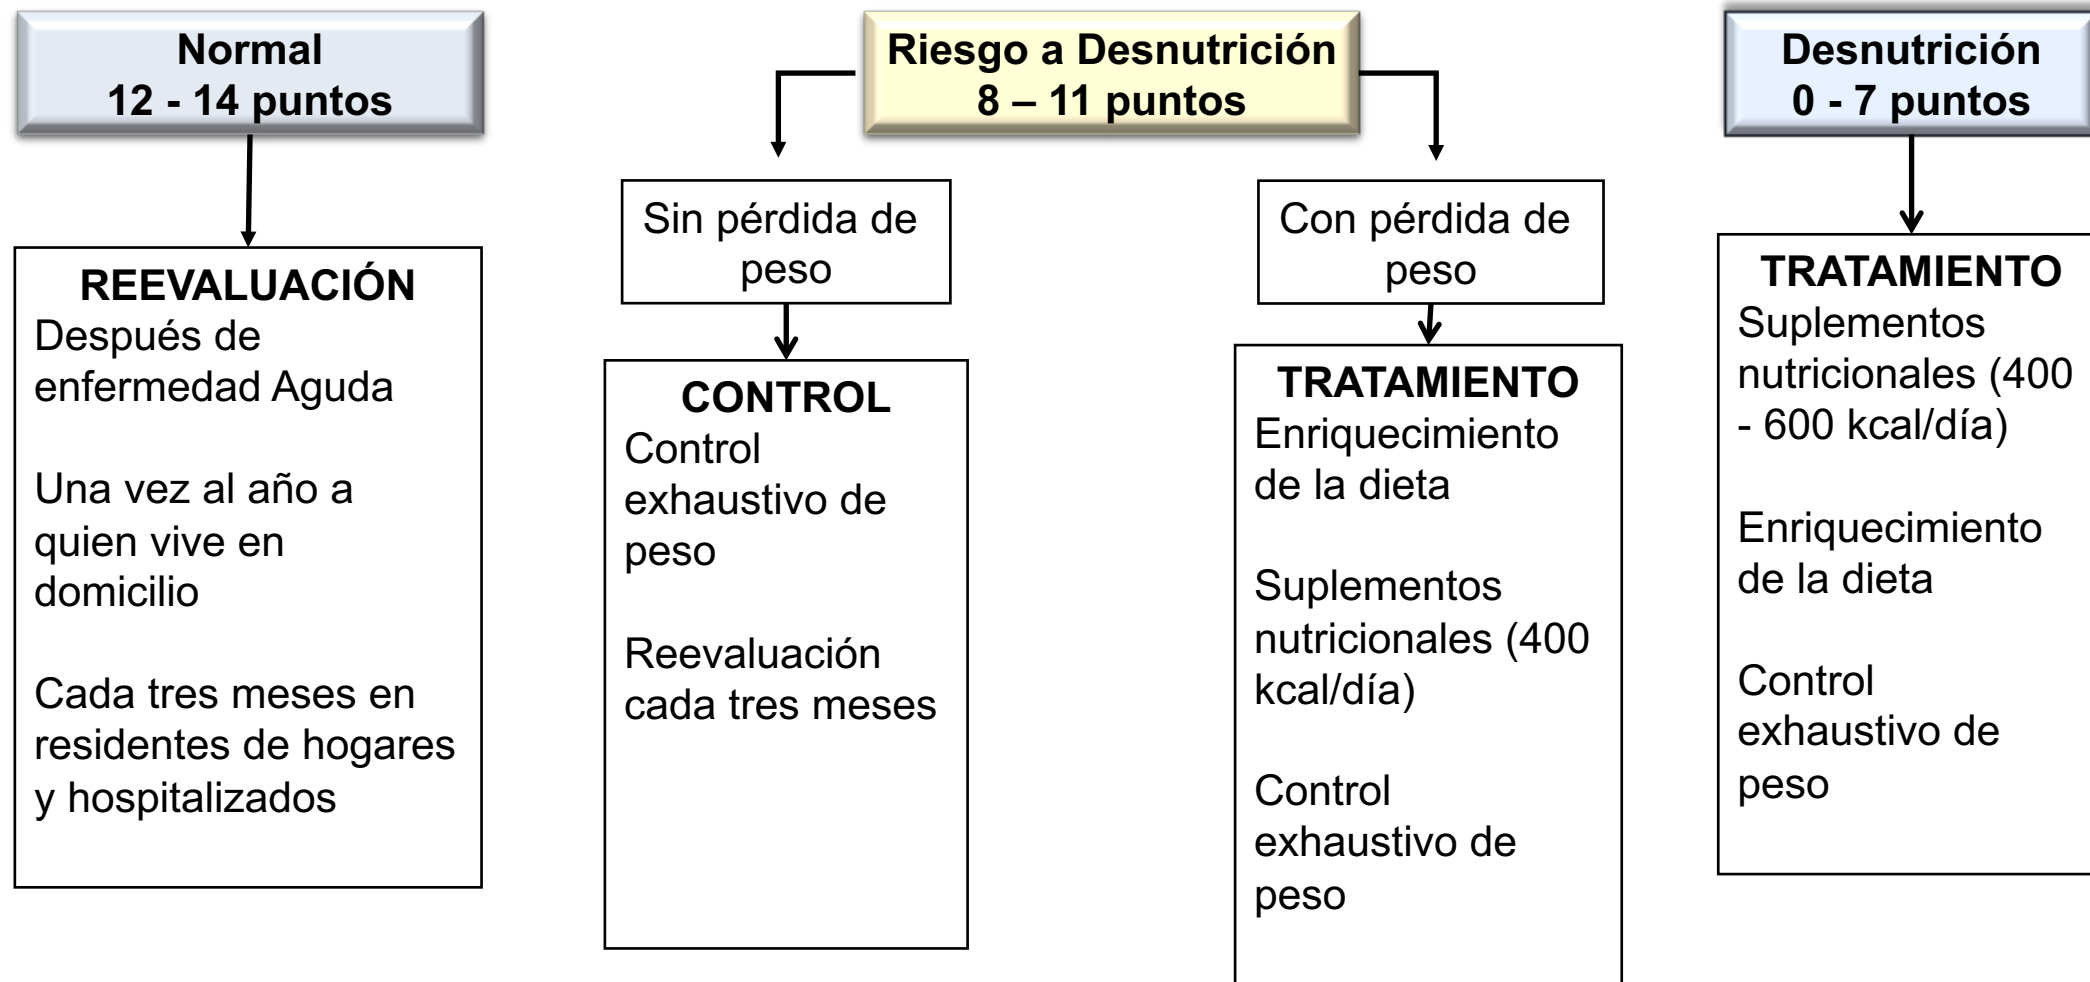 Normal
12 - 14 puntos
REEVALUACIÓN
Después de
enfermedad Aguda
Una vez al año a
quien vive en
domicilio
Cada tres meses en
residentes de hogares
y hospitalizados
Riesgo a Desnutrición
8 – 11 puntos
Sin pérdida de
peso
CONTROL
Control
exhaustivo de
peso
Reevaluación
cada tres meses
Con pérdida de
peso
TRATAMIENTO
Enriquecimiento
de la dieta
Suplementos
nutricionales (400
kcal/día)
Control
exhaustivo de
peso
Desnutrición
0 - 7 puntos
TRATAMIENTO
Suplementos
nutricionales (400
- 600 kcal/día)
Enriquecimiento
de la dieta
Control
exhaustivo de
peso